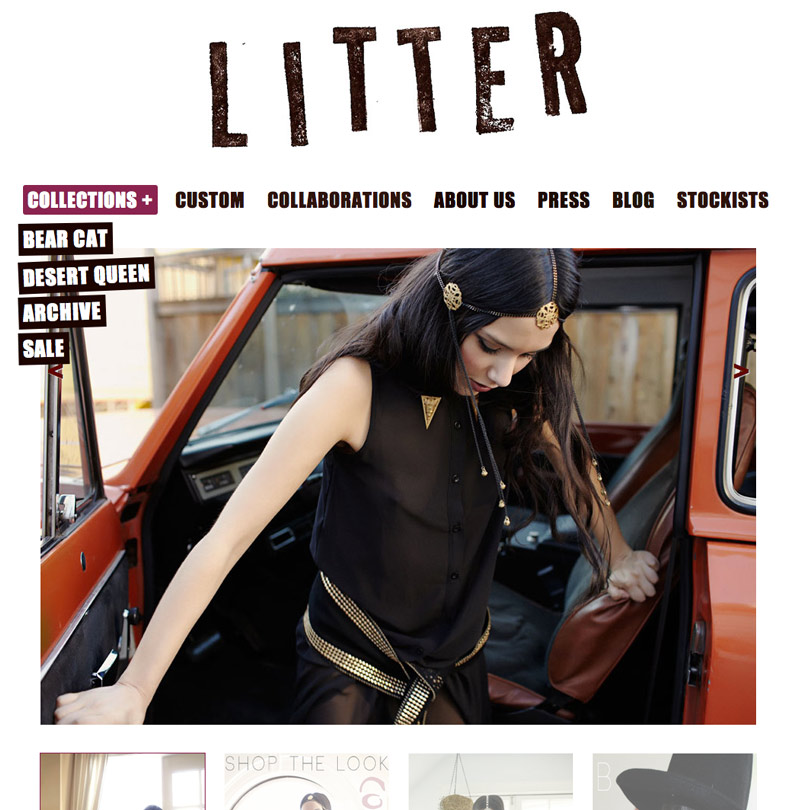 LITTER
COLLECTIONS + CUSTOM COLLABORATIONS ABOUT US PRESS BLOG STOCKISTS
BEAR CAT
DESERT QUEEN
ARCHIVE
SALE
< >
SHOP THE LOOK
B